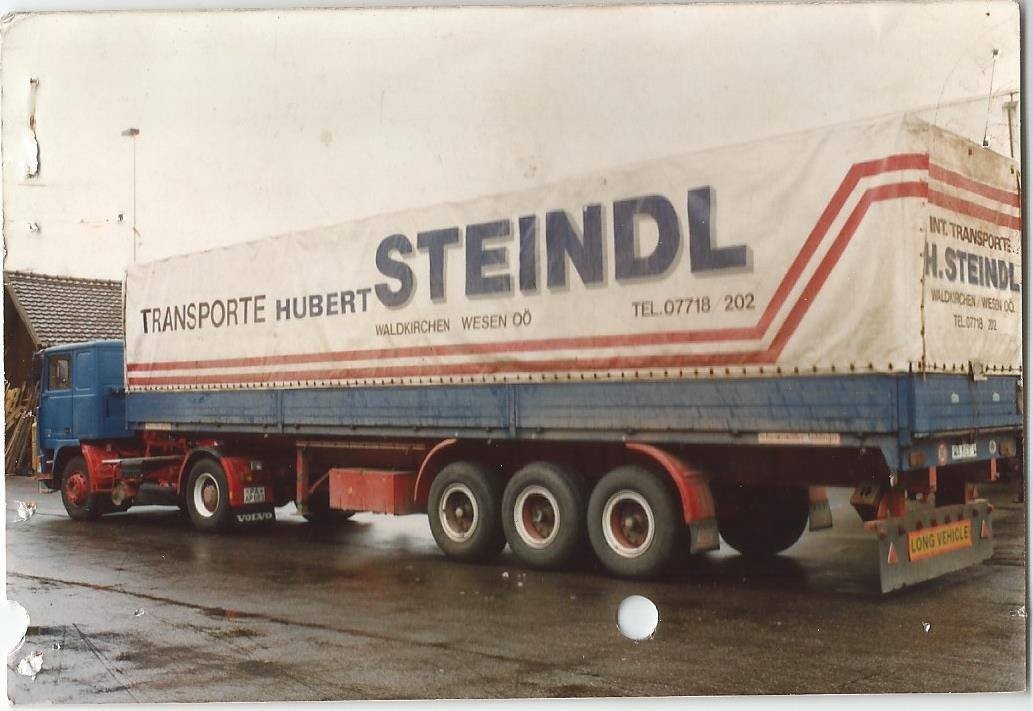 TRANSPORTE HUBERT STEINDL
WALDKIRCHEN WESEN OÖ
TEL.07718 202
INT. TRANSPORTE
H.STEINDL
WALDKIRCHEN/WESEN OÖ.
TEL.07718 202
VOLVO
LONG VEHICLE